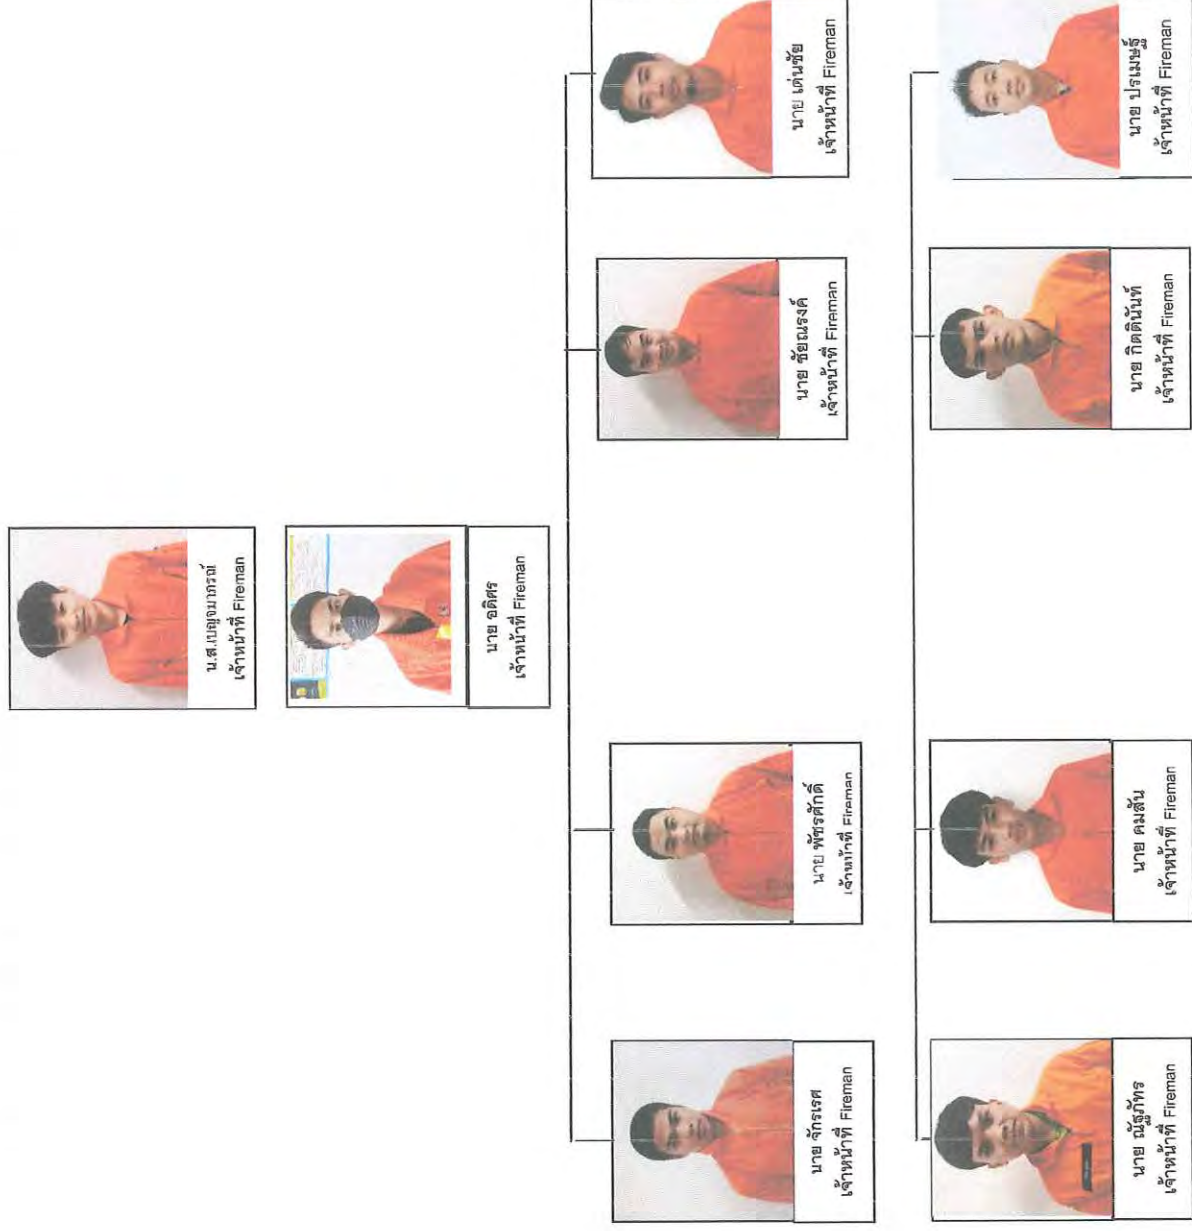 น.ส.เบญจมาภรณ์
เจ้าหน้าที่ Fireman
นาย อดิศร
เจ้าหน้าที่ Fireman
นาย จักรเรศ
เจ้าหน้าที่ Fireman
นาย พัชรศักดิ์
เจ้าหน้าที่ Fireman
นาย ชัยณรงค์
เจ้าหน้าที่ Fireman
นาย เด่นชัย
เจ้าหน้าที่ Fireman
นาย ณัฐภัทร
เจ้าหน้าที่ Fireman
นาย คมสัน
เจ้าหน้าที่ Fireman
นาย กิตตินันท์
เจ้าหน้าที่ Fireman
นาย ปรเมษฐ์
เจ้าหน้าที่ Fireman